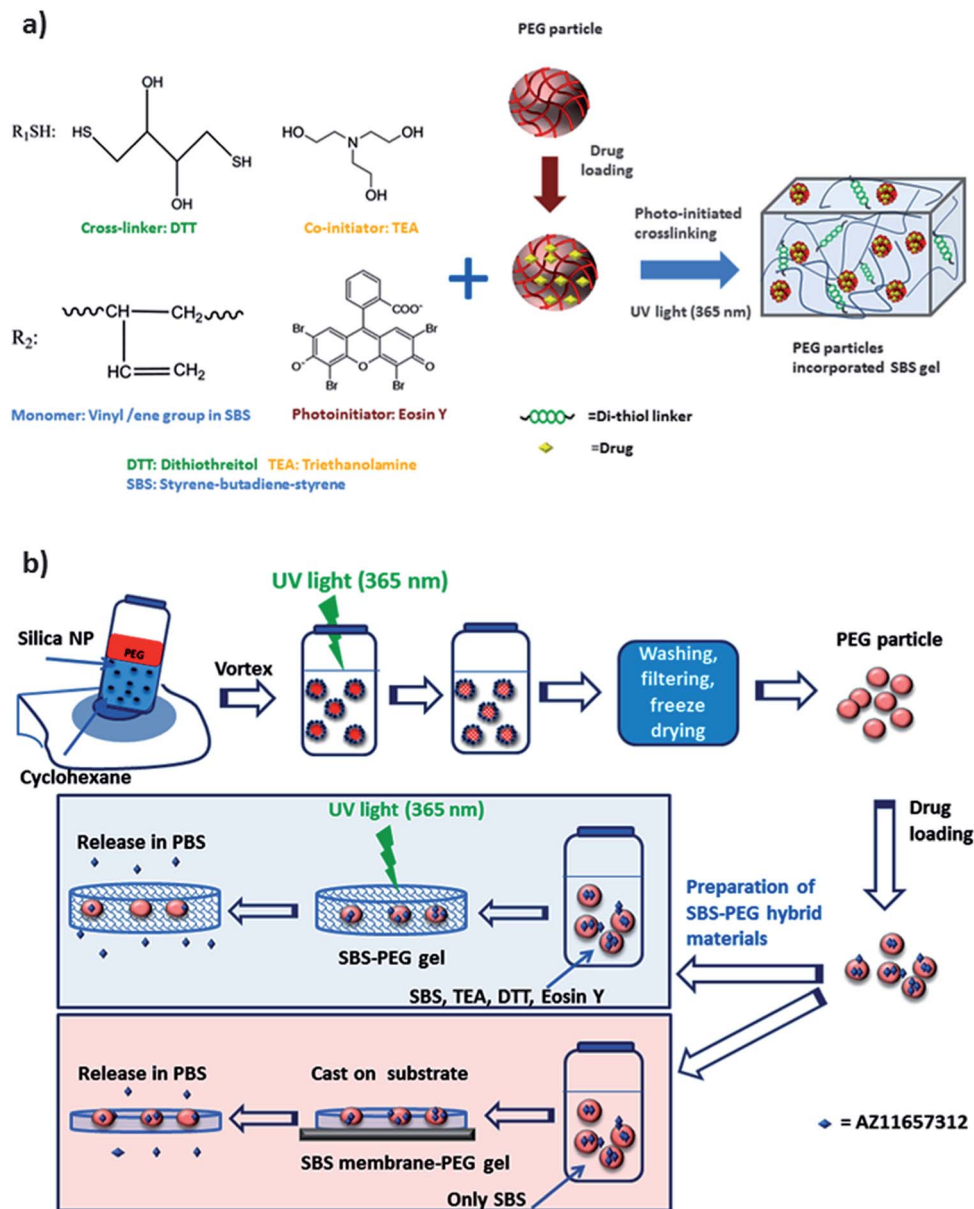 a)
PEG particle
OH
R₁SH:
HS
SH
OH
HO
OH
N
OH
Drug
loading
Cross-linker: DTT
Co-initiator: TEA
Photo-initiated
crosslinking
UV light (365 nm)
R₂:
CH
CH₂
HC
CH₂
COO⁻
Br
Br
O⁻
O
O
Br
Br
PEG particles
incorporated SBS gel
Monomer: Vinyl /ene group in SBS
Photoinitiator: Eosin Y
=Di-thiol linker
=Drug
DTT: Dithiothreitol TEA: Triethanolamine
SBS: Styrene-butadiene-styrene
b)
UV light (365 nm)
Silica NP
PEG
Vortex
Washing,
filtering,
freeze
drying
PEG particle
Cyclohexane
UV light (365 nm)
Release in PBS
Drug
loading
Preparation of
SBS-PEG hybrid
materials
SBS-PEG gel
SBS, TEA, DTT, Eosin Y
Release in PBS
Cast on substrate
SBS membrane-PEG gel
Only SBS
= AZ11657312